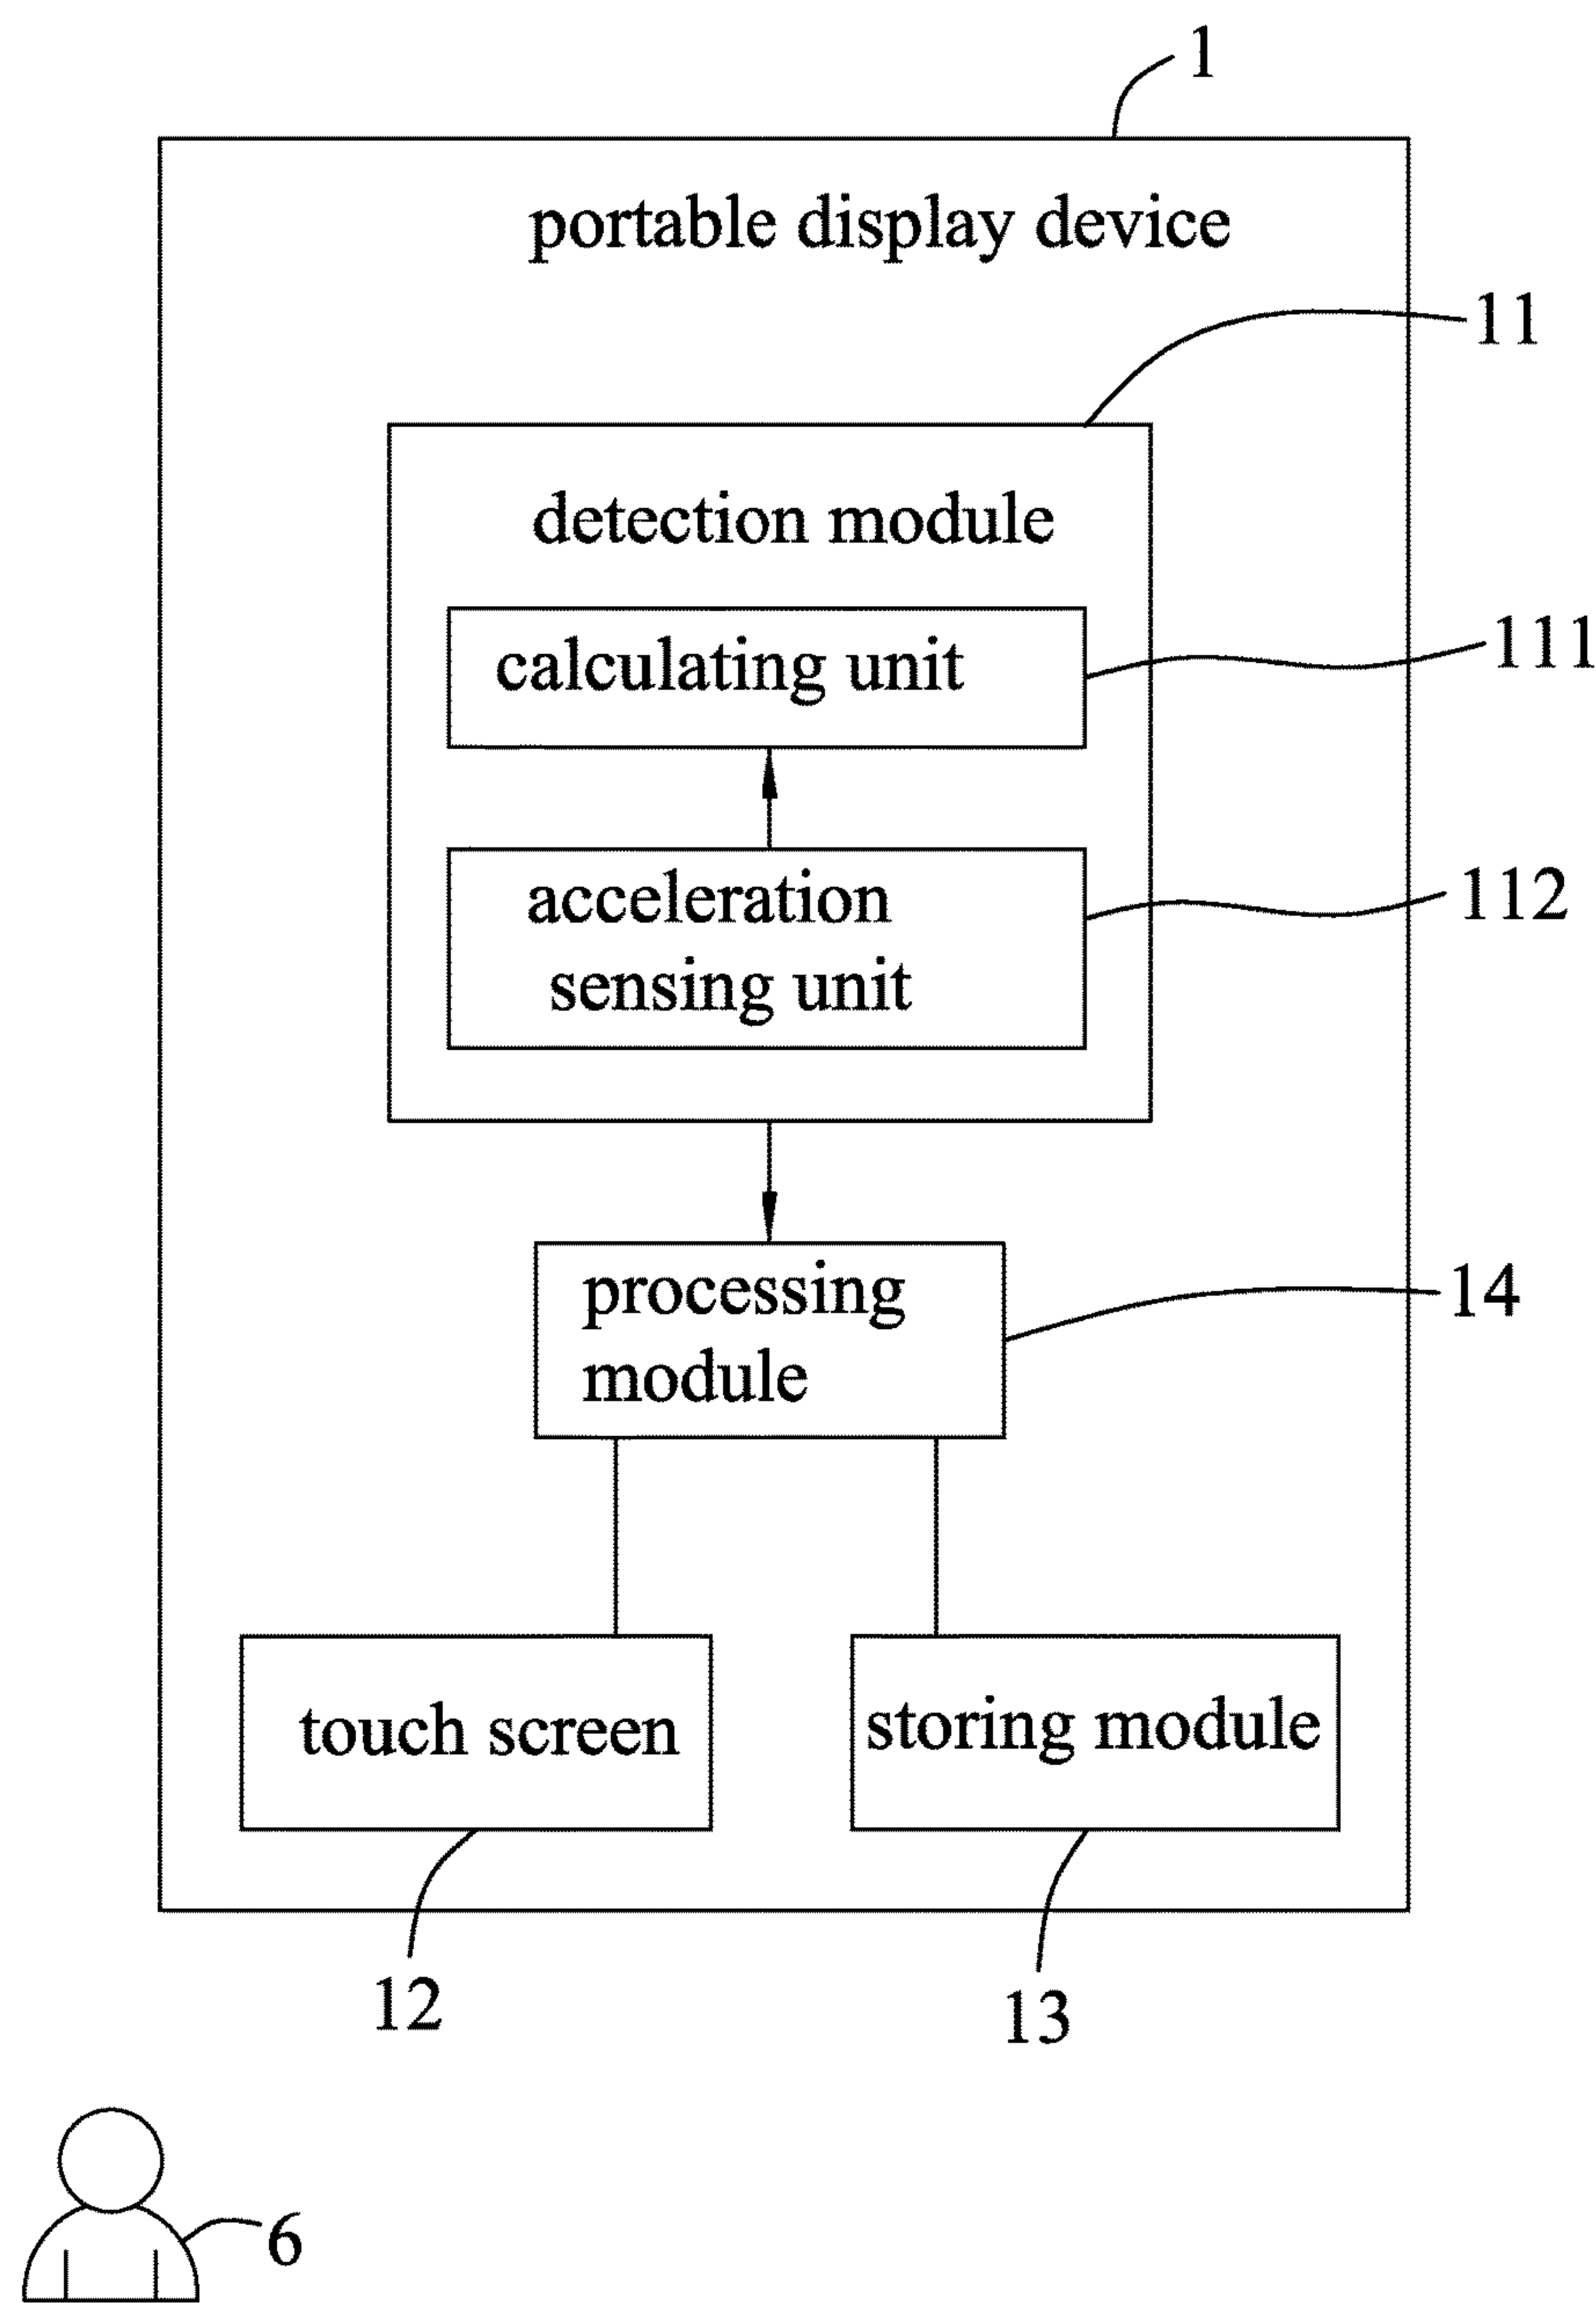 1
portable display device
11
detection module
calculating unit
111
acceleration
sensing unit
112
processing
module
14
touch screen
storing module
12
13
6